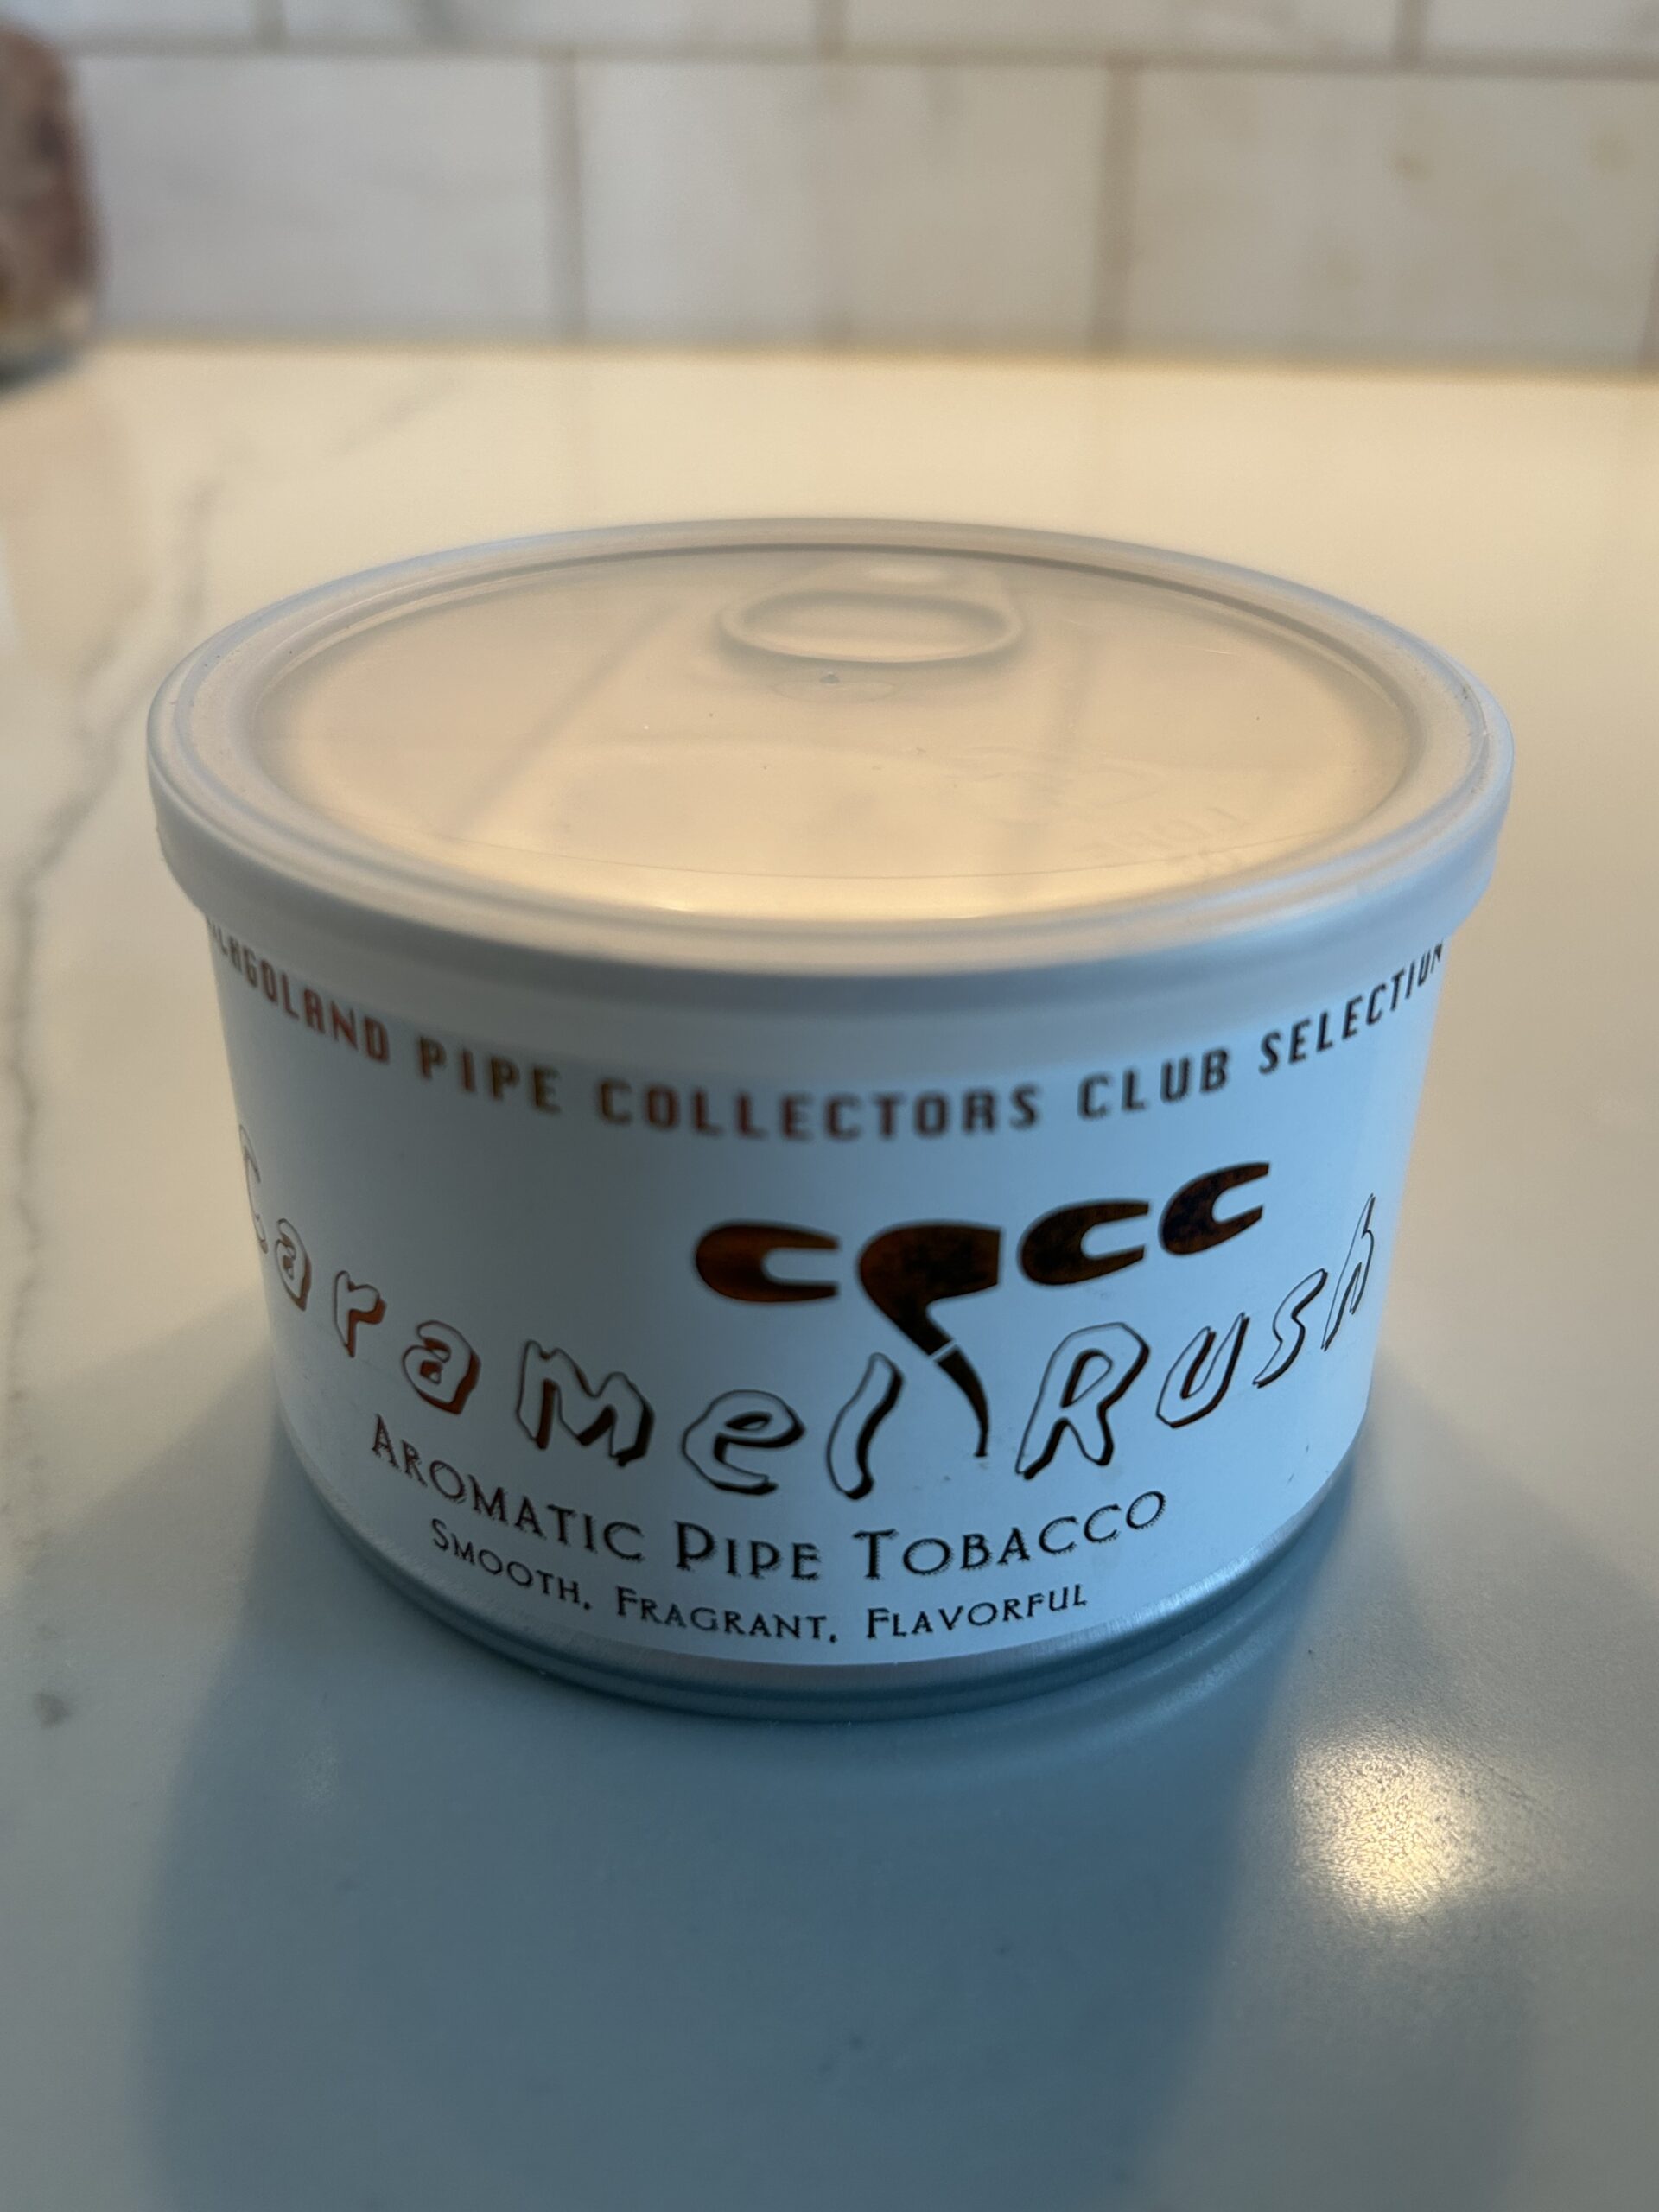 PIPE COLLECTORS CLUB SELECTION
CPCC
Caramel Rush
AROMATIC PIPE TOBACCO
SMOOTH, FRAGRANT, FLAVORFUL